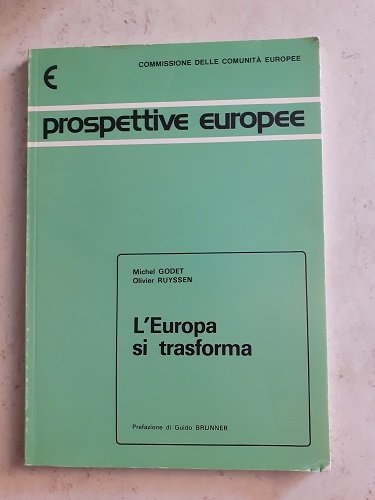 Є
COMMISSIONE DELLE COMUNITÀ EUROPEE
prospettive europee
Michel GODET
Olivier RUYSSEN
L'Europa
si trasforma
Prefazione di Guido BRUNNER